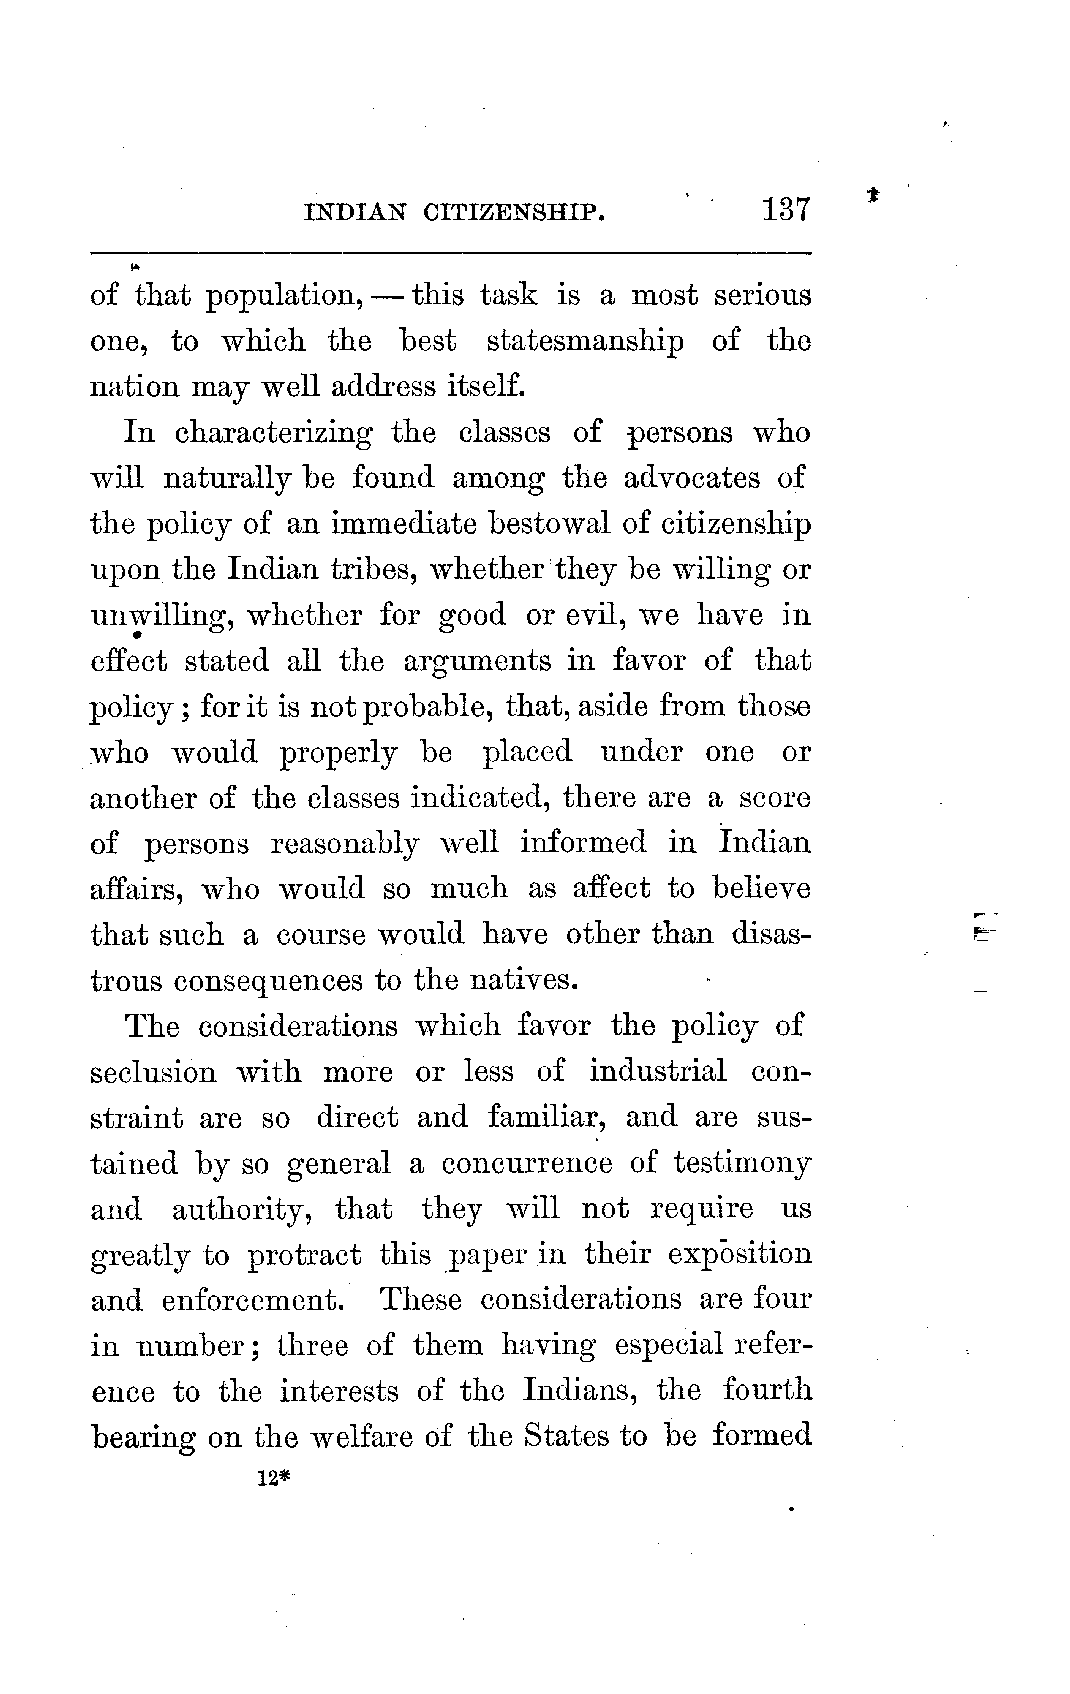 INDIAN CITIZENSHIP. 137
of that population, — this task is a most serious
one, to which the best statesmanship of the
nation may well address itself.
In characterizing the classes of persons who
will naturally be found among the advocates of
the policy of an immediate bestowal of citizenship
upon the Indian tribes, whether they be willing or
unwilling, whether for good or evil, we have in
effect stated all the arguments in favor of that
policy; for it is not probable, that, aside from those
who would properly be placed under one or
another of the classes indicated, there are a score
of persons reasonably well informed in Indian
affairs, who would so much as affect to believe
that such a course would have other than disas-
trous consequences to the natives.
The considerations which favor the policy of
seclusion with more or less of industrial con-
straint are so direct and familiar, and are sus-
tained by so general a concurrence of testimony
and authority, that they will not require us
greatly to protract this paper in their exposition
and enforcement. These considerations are four
in number; three of them having especial refer-
ence to the interests of the Indians, the fourth
bearing on the welfare of the States to be formed
12*